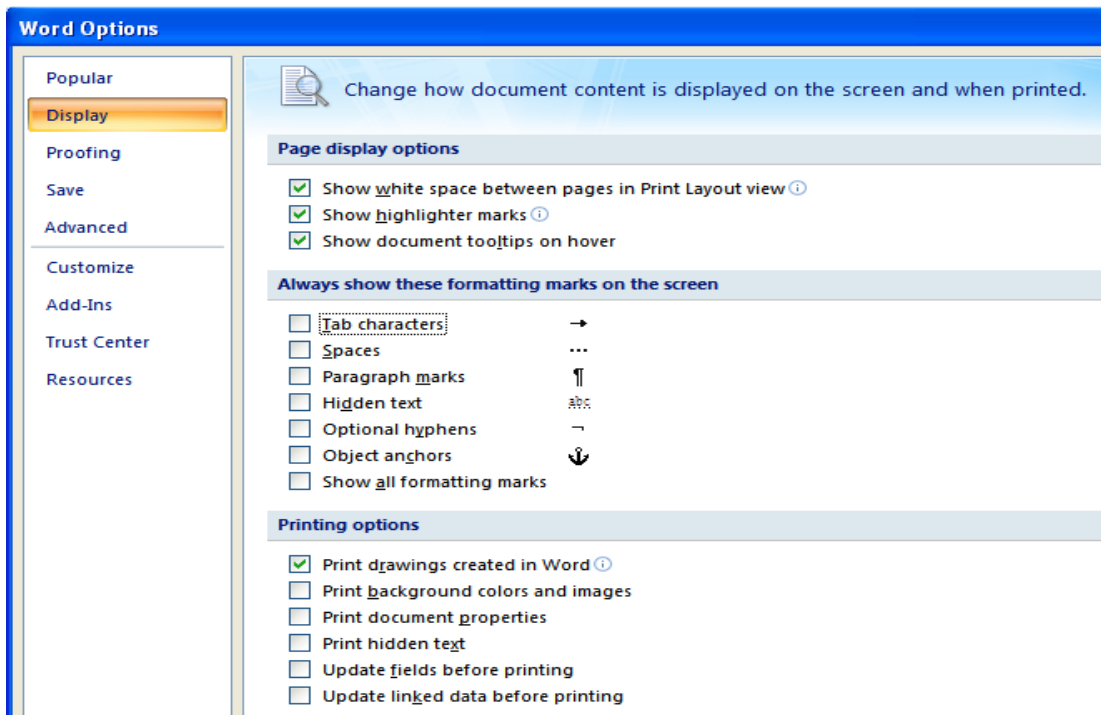 Word Options
Popular
Display
Proofing
Save
Advanced
Customize
Add-Ins
Trust Center
Resources
Change how document content is displayed on the screen and when printed.
Page display options
Show white space between pages in Print Layout view
Show highlighter marks
Show document tooltips on hover
Always show these formatting marks on the screen
Tab characters →
Spaces ...
Paragraph marks ¶
Hidden text abc
Optional hyphens ¬
Object anchors
Show all formatting marks
Printing options
Print drawings created in Word
Print background colors and images
Print document properties
Print hidden text
Update fields before printing
Update linked data before printing